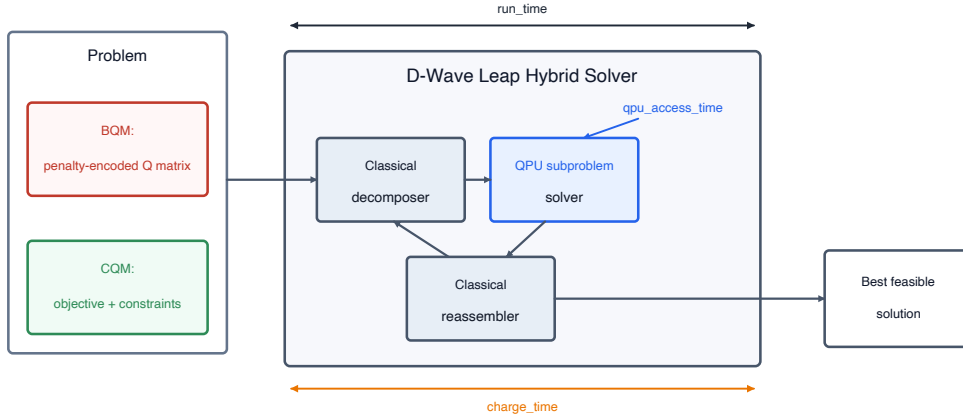 run_time
Problem
BQM:
penalty-encoded Q matrix
CQM:
objective + constraints
D-Wave Leap Hybrid Solver
qpu_access_time
Classical
decomposer
QPU subproblem
solver
Classical
reassembler
Best feasible
solution
charge_time